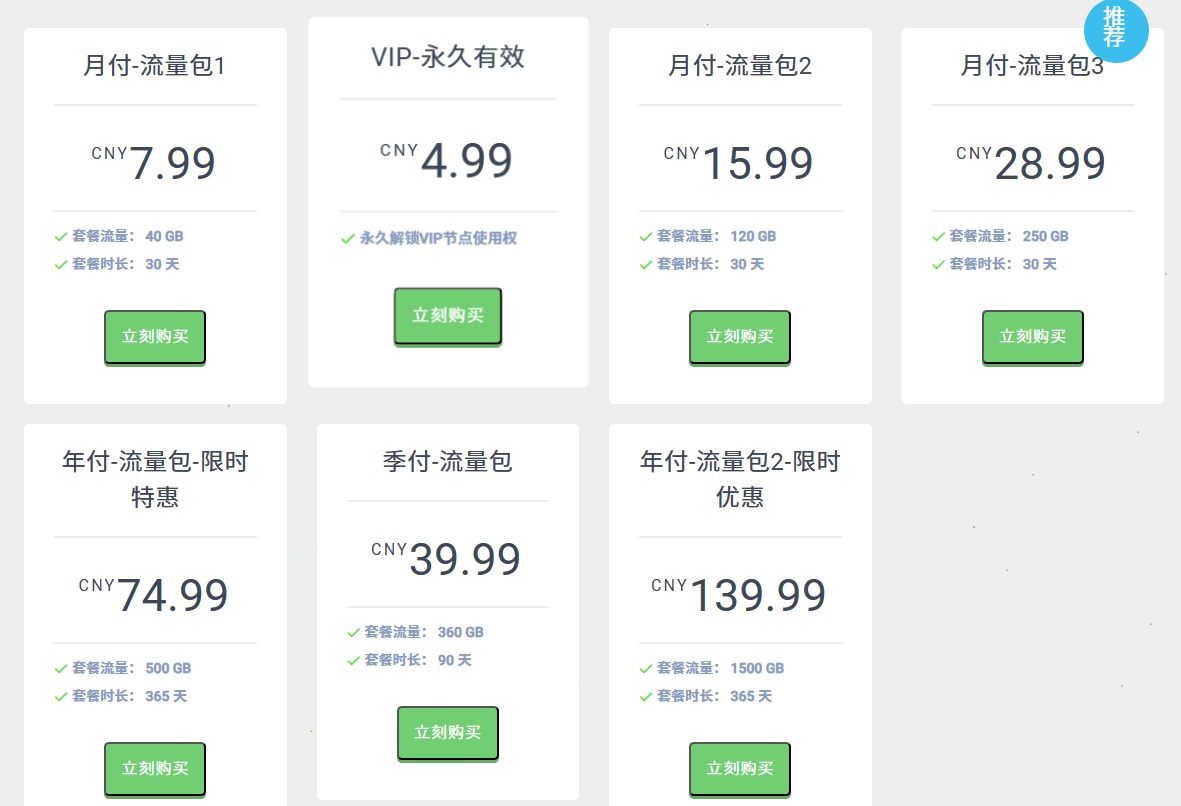 推
荐
月付-流量包1
CNY7.99
套餐流量： 40 GB
套餐时长： 30 天
立刻购买
VIP-永久有效
CNY4.99
永久解锁VIP节点使用权
立刻购买
月付-流量包2
CNY15.99
套餐流量： 120 GB
套餐时长： 30 天
立刻购买
月付-流量包3
CNY28.99
套餐流量： 250 GB
套餐时长： 30 天
立刻购买
年付-流量包-限时
特惠
CNY74.99
套餐流量： 500 GB
套餐时长： 365 天
立刻购买
季付-流量包
CNY39.99
套餐流量： 360 GB
套餐时长： 90 天
立刻购买
年付-流量包2-限时
优惠
CNY139.99
套餐流量： 1500 GB
套餐时长： 365 天
立刻购买